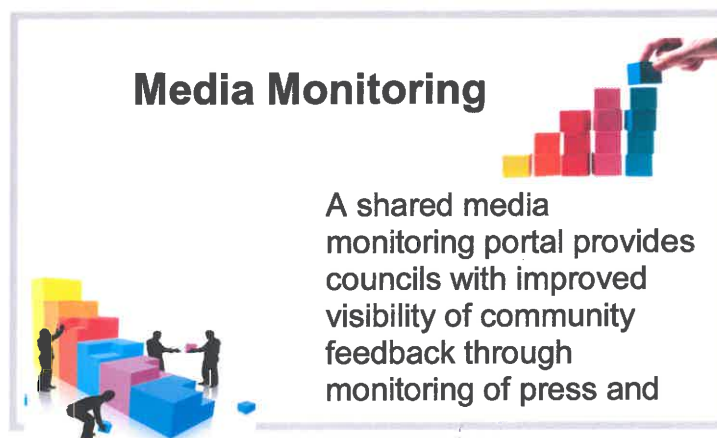 Media Monitoring
A shared media
monitoring portal provides
councils with improved
visibility of community
feedback through
monitoring of press and